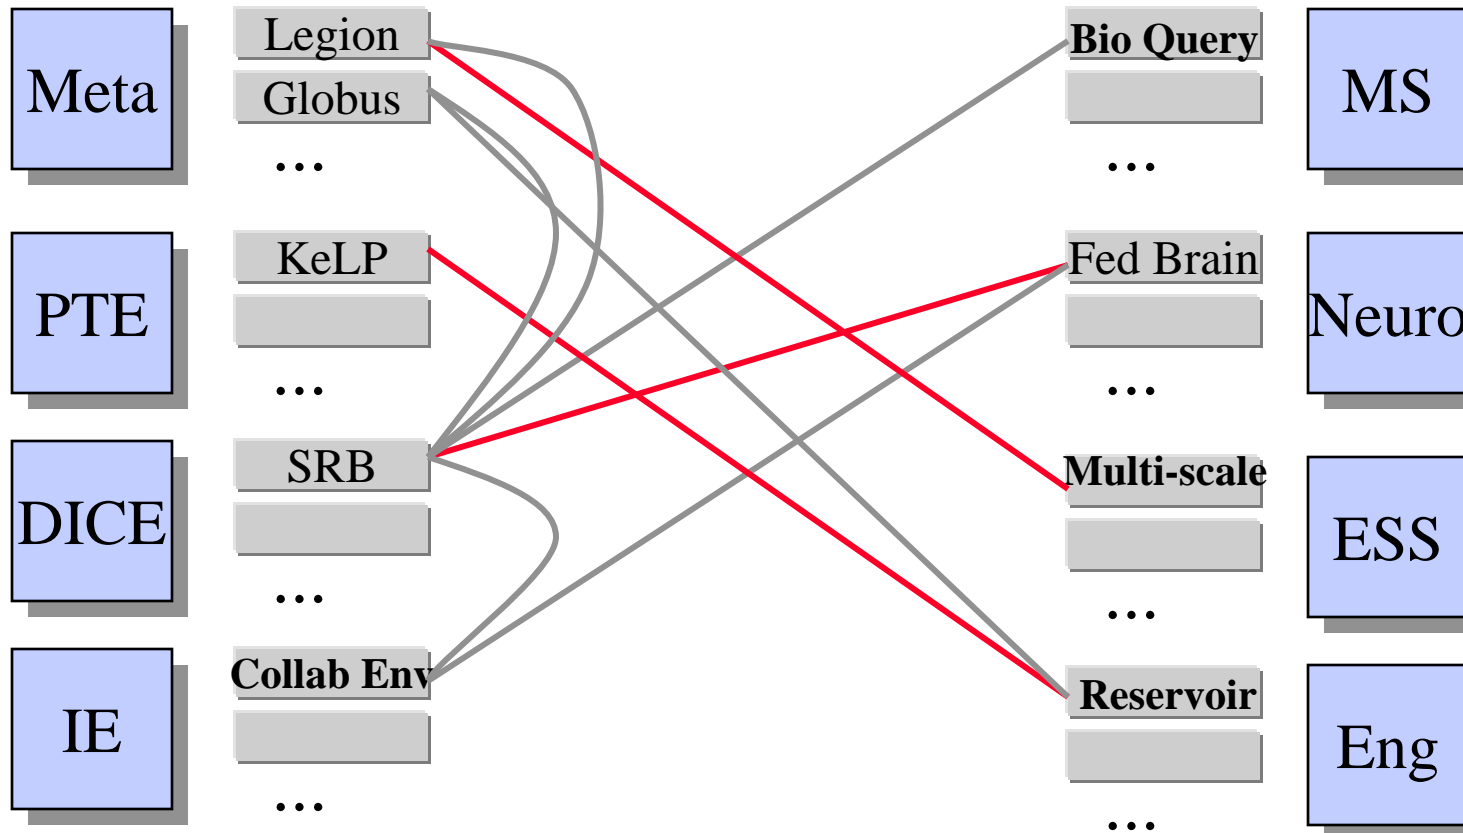 Meta
Legion
Globus
...
PTE
KeLP
...
DICE
SRB
...
IE
Collab Env
...
Bio Query
...
MS
Fed Brain
...
Neuro
Multi-scale
...
ESS
Reservoir
...
Eng